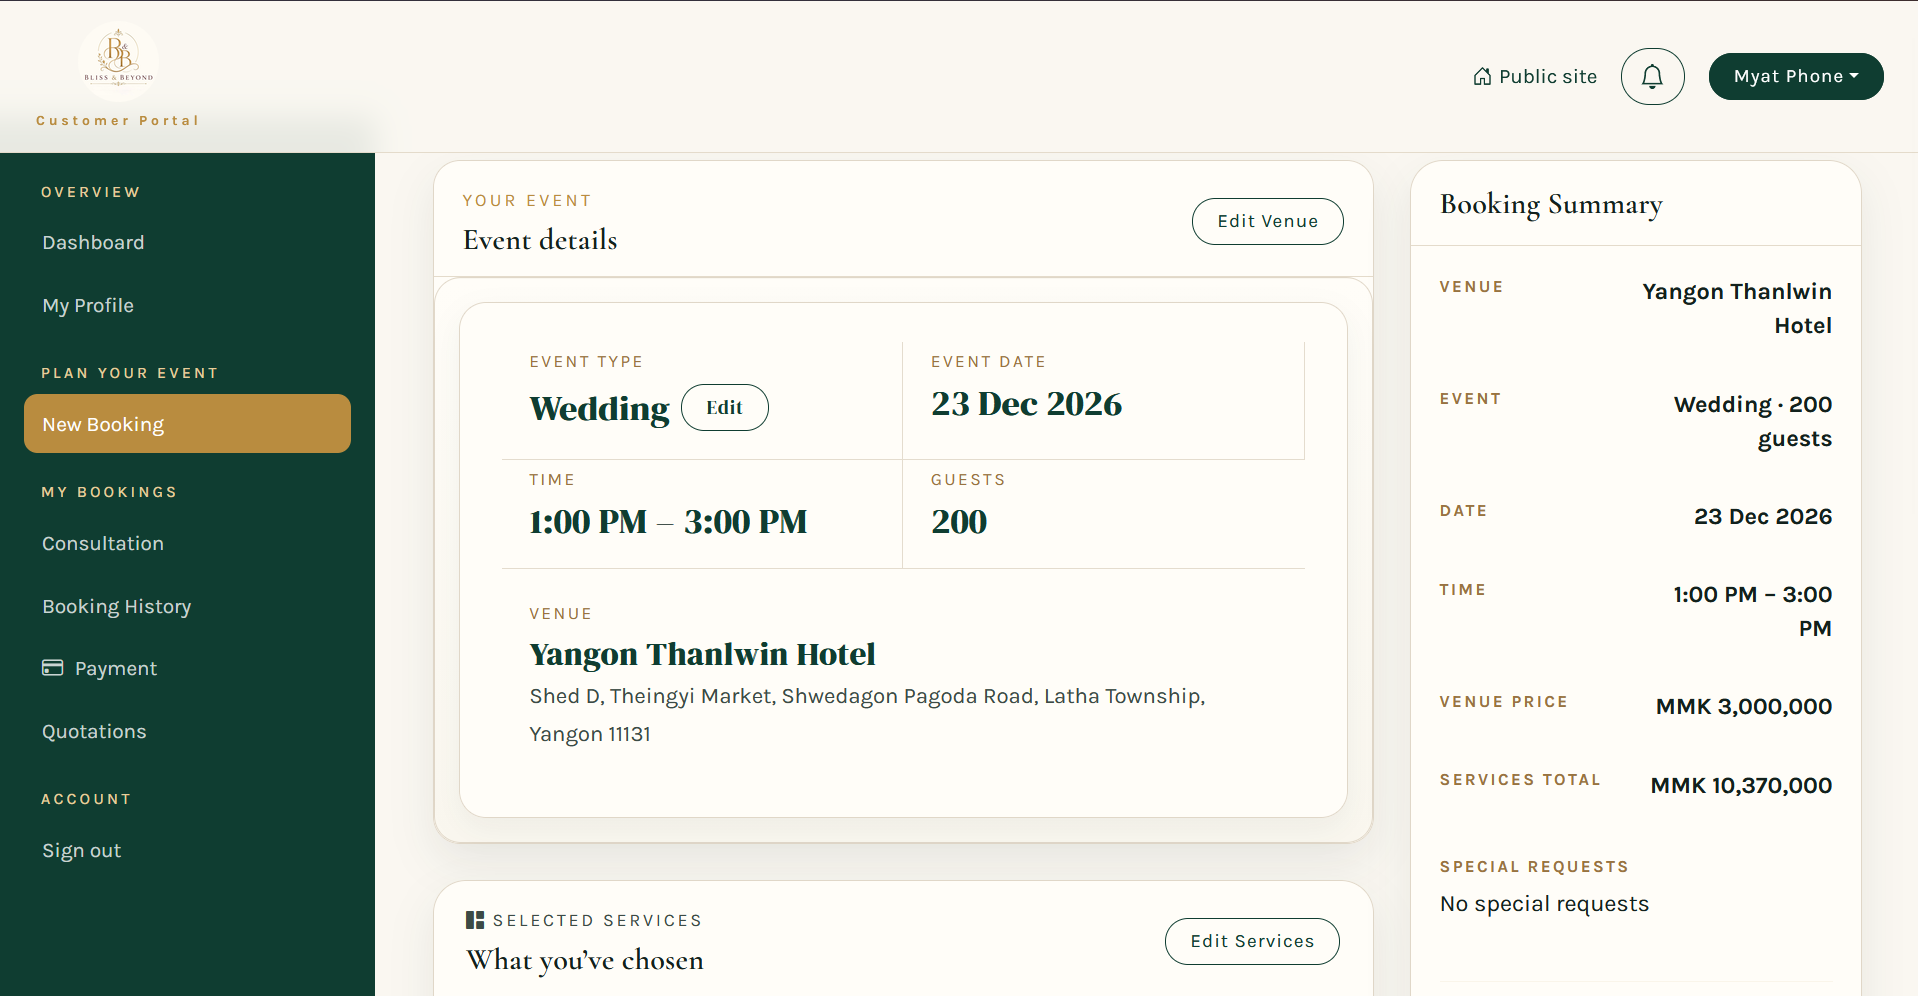 B&B
BLISS & BEYOND
Customer Portal
Public site
Myat Phone
OVERVIEW
Dashboard
My Profile
PLAN YOUR EVENT
New Booking
MY BOOKINGS
Consultation
Booking History
Payment
Quotations
ACCOUNT
Sign out
YOUR EVENT
Event details
Edit Venue
EVENT TYPE
Wedding
Edit
EVENT DATE
23 Dec 2026
TIME
1:00 PM – 3:00 PM
GUESTS
200
VENUE
Yangon Thanlwin Hotel
Shed D, Theingyi Market, Shwedagon Pagoda Road, Latha Township,
Yangon 11131
SELECTED SERVICES
What you’ve chosen
Edit Services
Booking Summary
VENUE
Yangon Thanlwin
Hotel
EVENT
Wedding · 200
guests
DATE
23 Dec 2026
TIME
1:00 PM – 3:00
PM
VENUE PRICE
MMK 3,000,000
SERVICES TOTAL
MMK 10,370,000
SPECIAL REQUESTS
No special requests